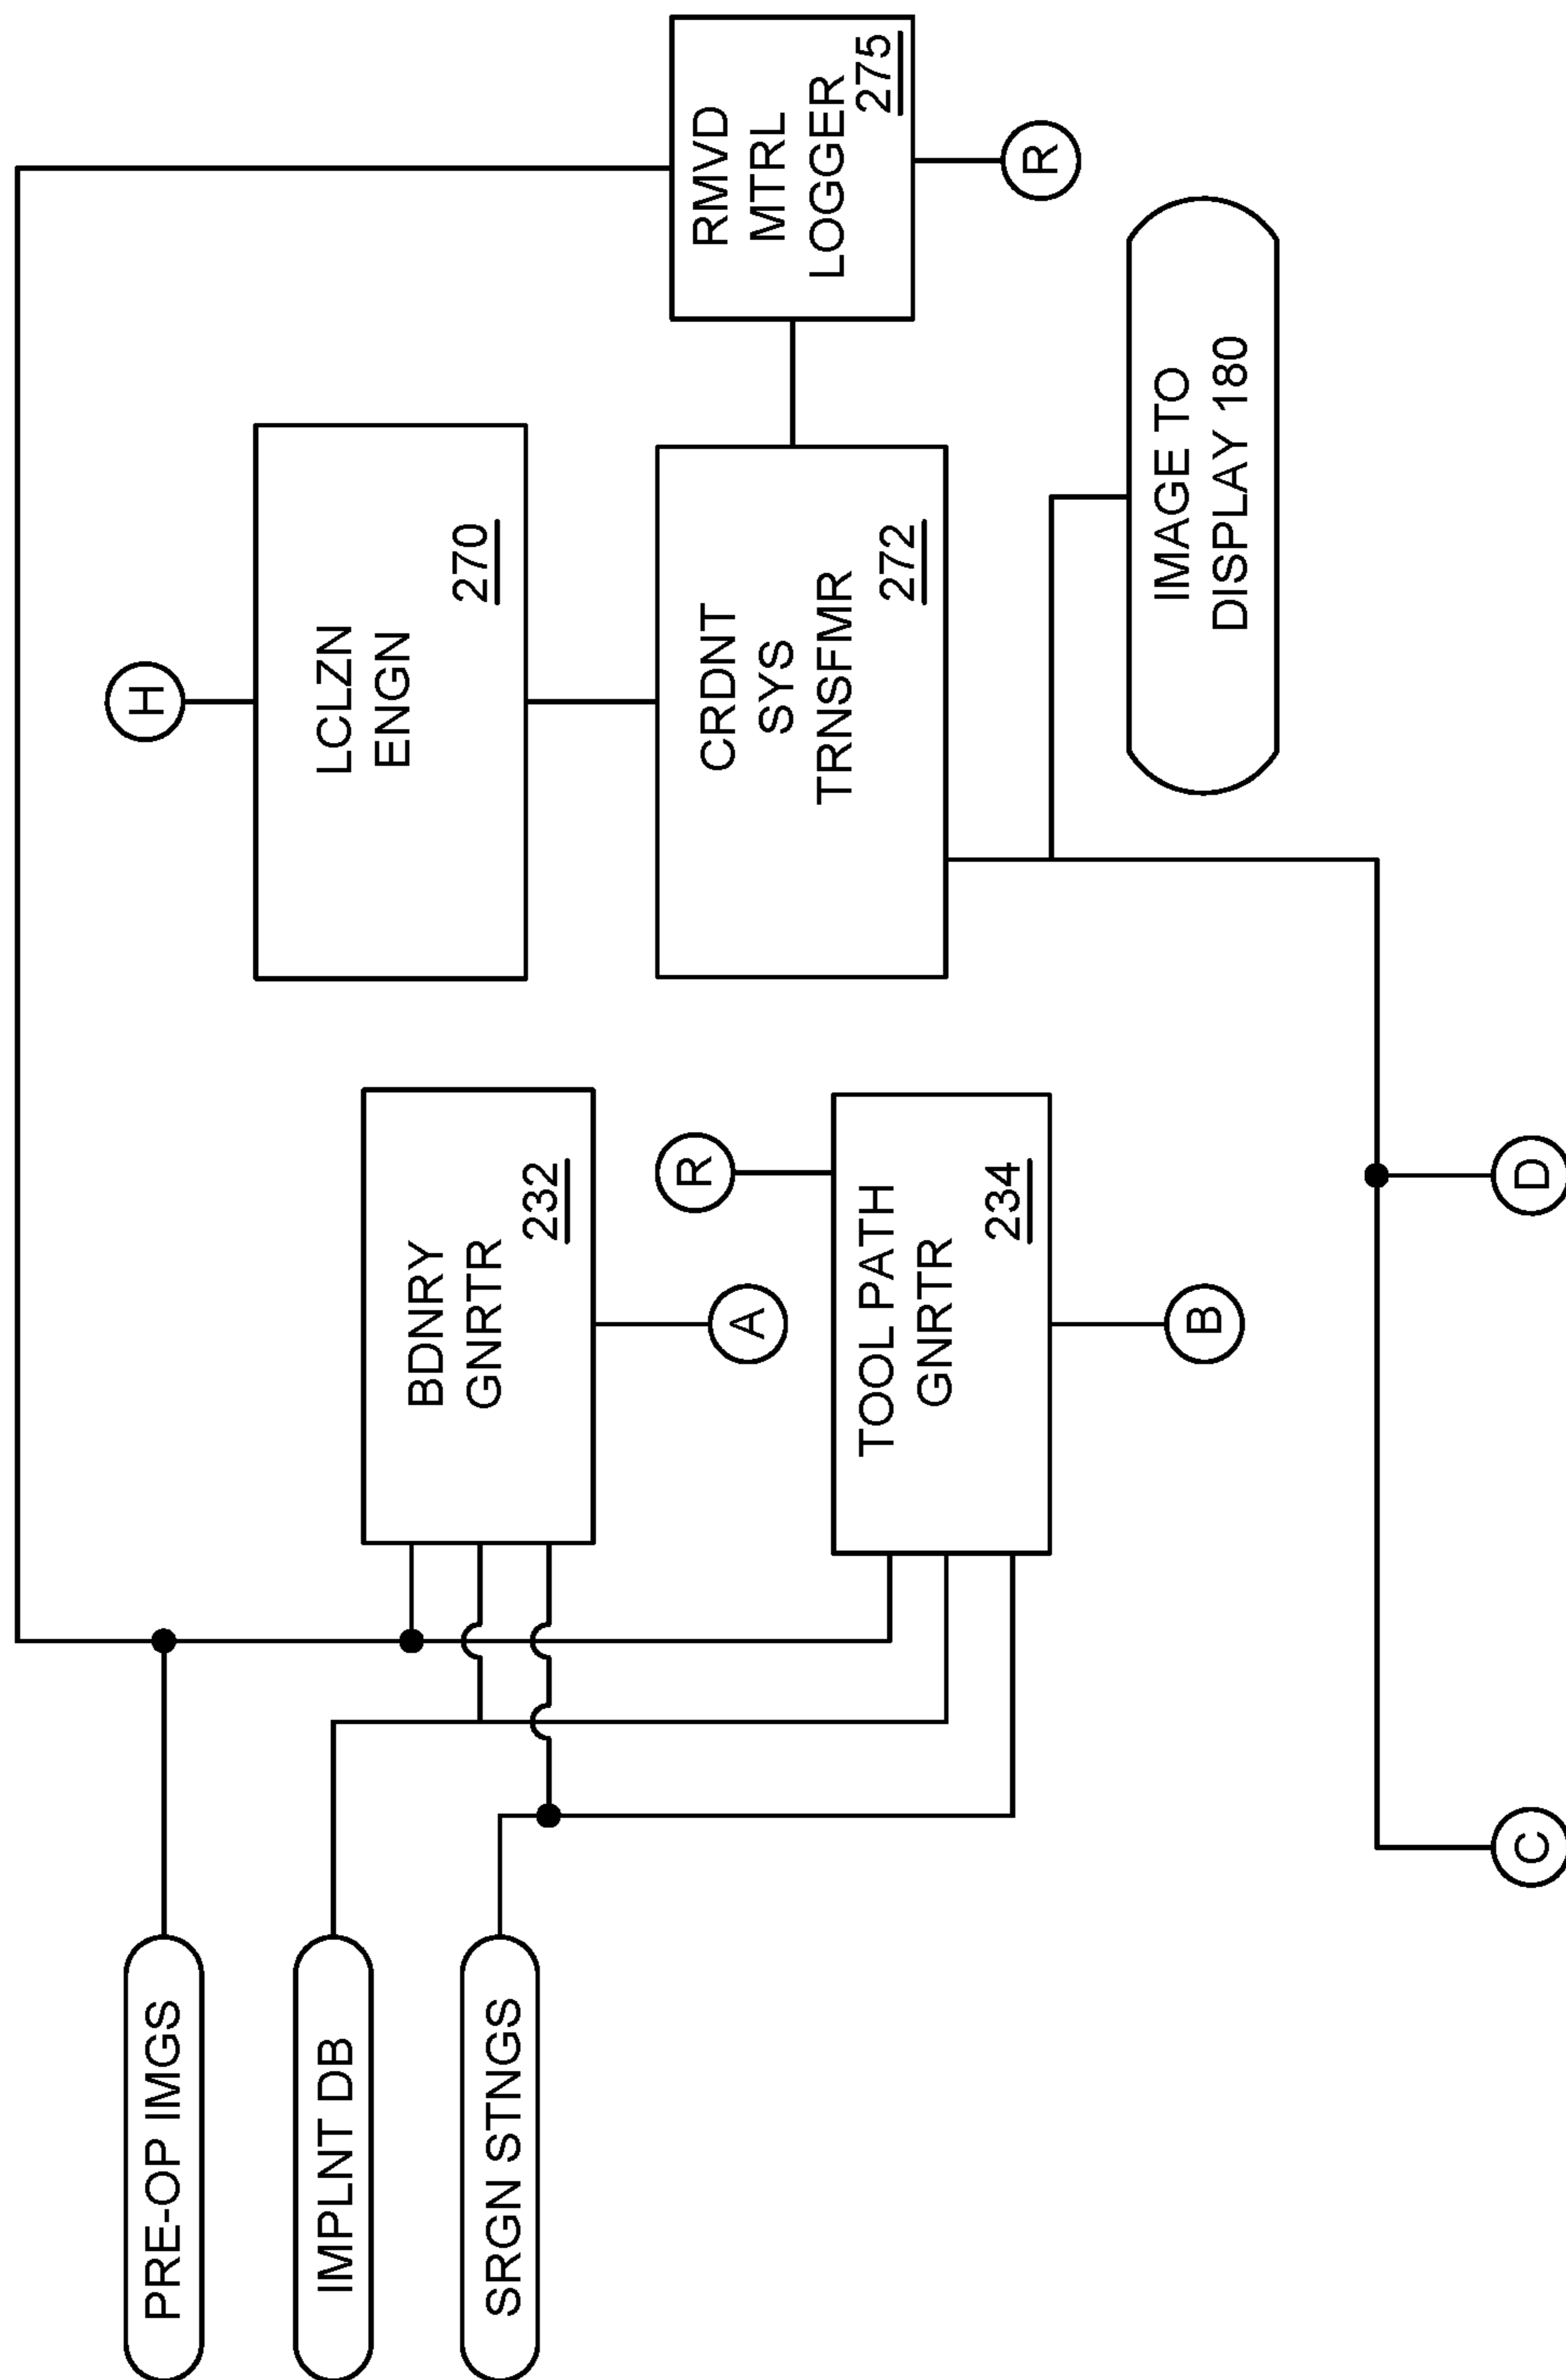 PRE-OP IMGS
IMPLNT DB
SRGN STNGS
BDNRY
GNRTR
232
A
R
TOOL PATH
GNRTR
234
B
H
LCLZN
ENGN
270
CRDNT
SYS
TRNSFMR
272
RMVD
MTRL
LOGGER
275
R
IMAGE TO
DISPLAY 180
C
D